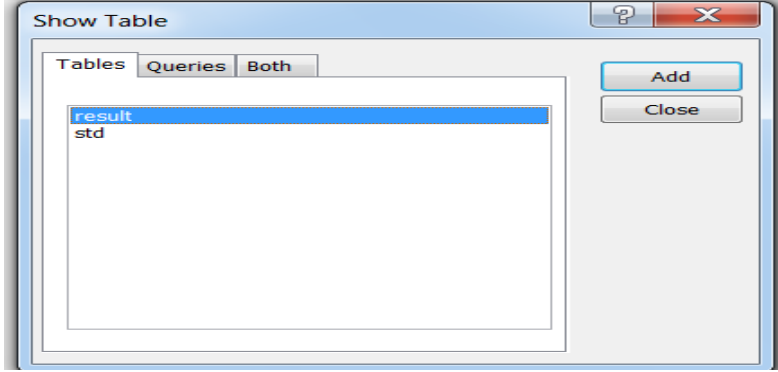 Show Table
Tables Queries Both
Add
result
Close
std